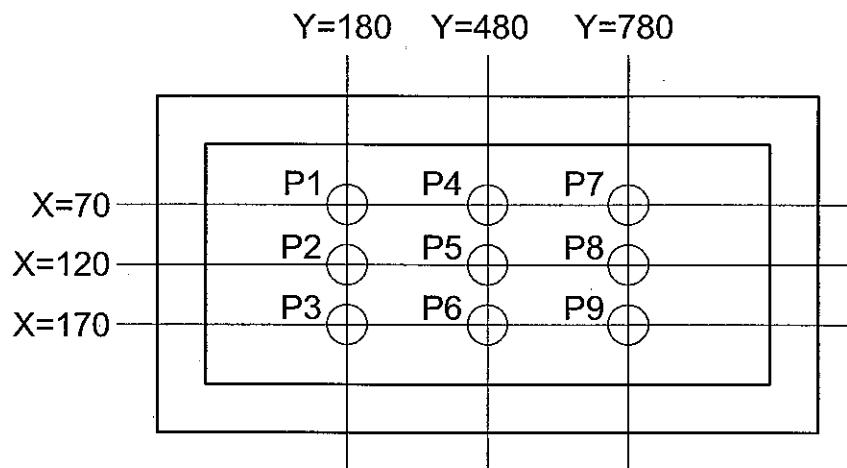 Y=180 Y=480 Y=780
P1 P4 P7
X=70
P2 P5 P8
X=120
P3 P6 P9
X=170